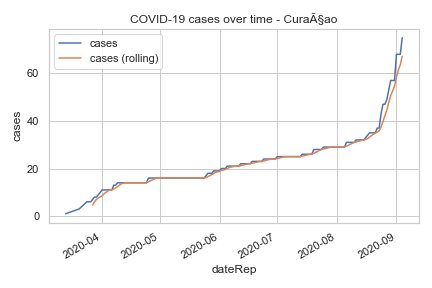 COVID-19 cases over time - CuraÃ§ao
cases
cases (rolling)
cases
60
40
20
0
2020-04
2020-05
2020-06
2020-07
2020-08
2020-09
dateRep